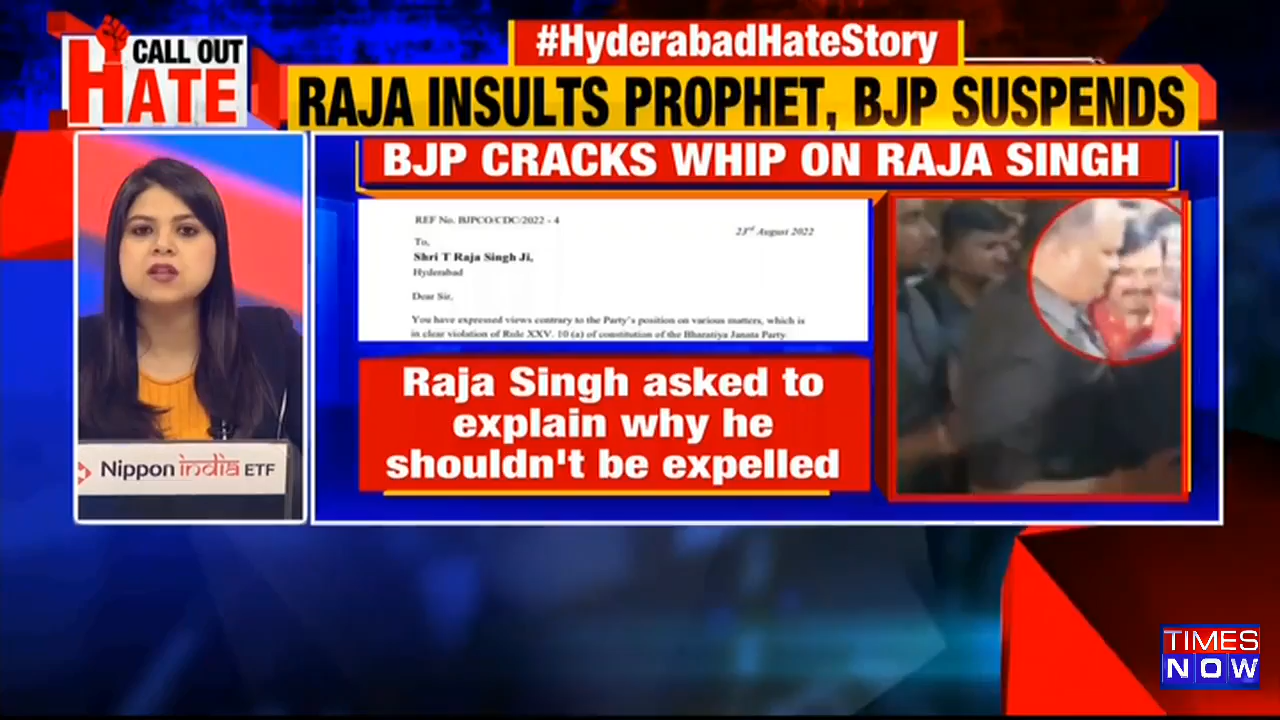 #HyderabadHateStory
CALL OUT
HATE
RAJA INSULTS PROPHET, BJP SUSPENDS
BJP CRACKS WHIP ON RAJA SINGH
REF No. BJPCO/CDC/2022 - 4
23rd August 2022
To,
Shri T Raja Singh Ji,
Hyderabad
Dear Sir,
You have expressed views contrary to the Party's position on various matters, which is
in clear violation of Rule XXV. 10 (a) of constitution of the Bharatiya Janata Party.
Raja Singh asked to
explain why he
shouldn't be expelled
Nippon india ETF
TIMES
NOW